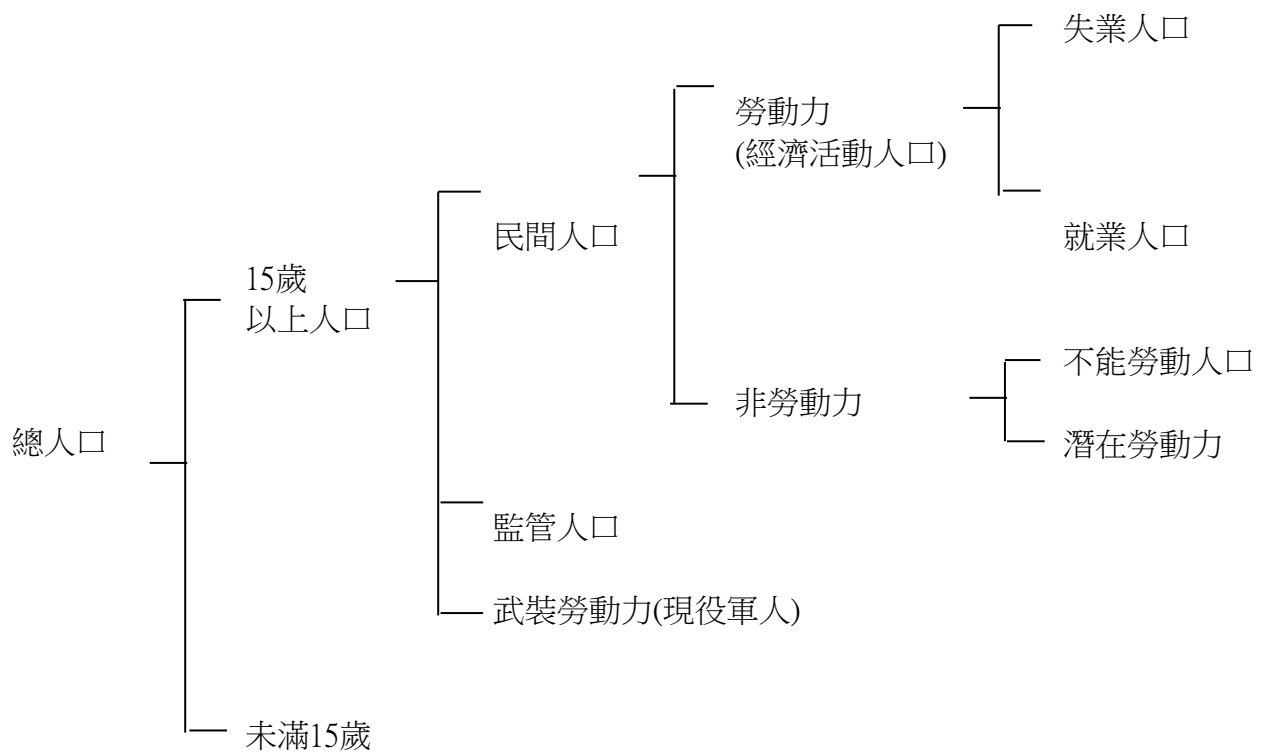 失業人口
勞動力
(經濟活動人口)
民間人口
就業人口
15歲
以上人口
不能勞動人口
非勞動力
總人口
潛在勞動力
監管人口
武裝勞動力(現役軍人)
未滿15歲